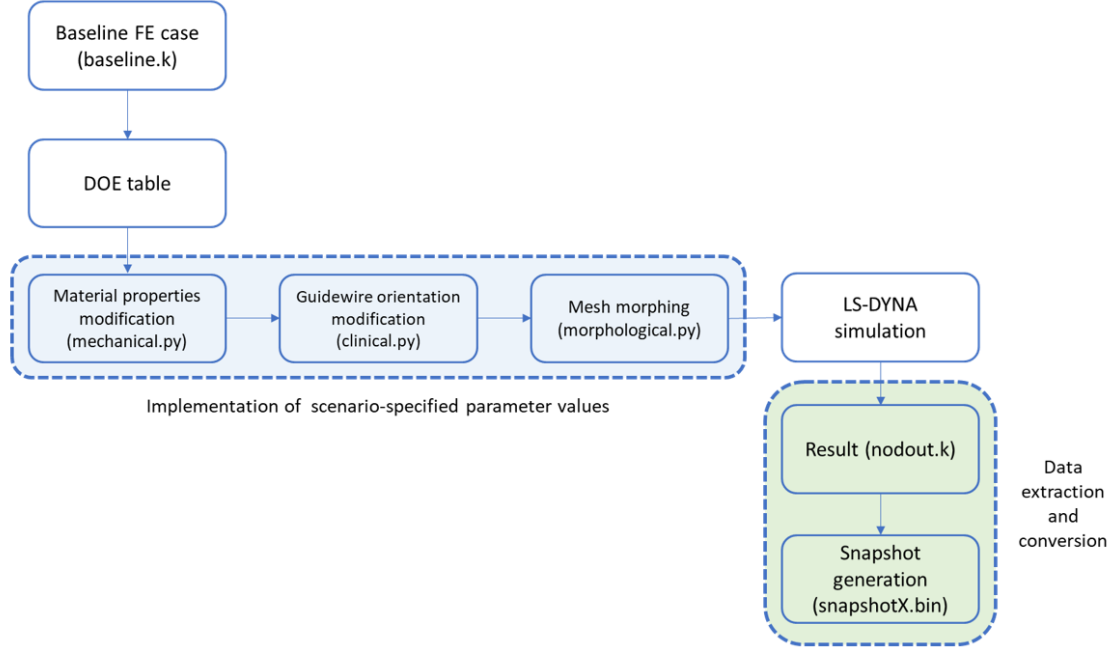 Baseline FE case
(baseline.k)
DOE table
Material properties
modification
(mechanical.py)
Guidewire orientation
modification
(clinical.py)
Mesh morphing
(morphological.py)
LS-DYNA
simulation
Implementation of scenario-specified parameter values
Result (nodout.k)
Snapshot
generation
(snapshotX.bin)
Data
extraction
and
conversion